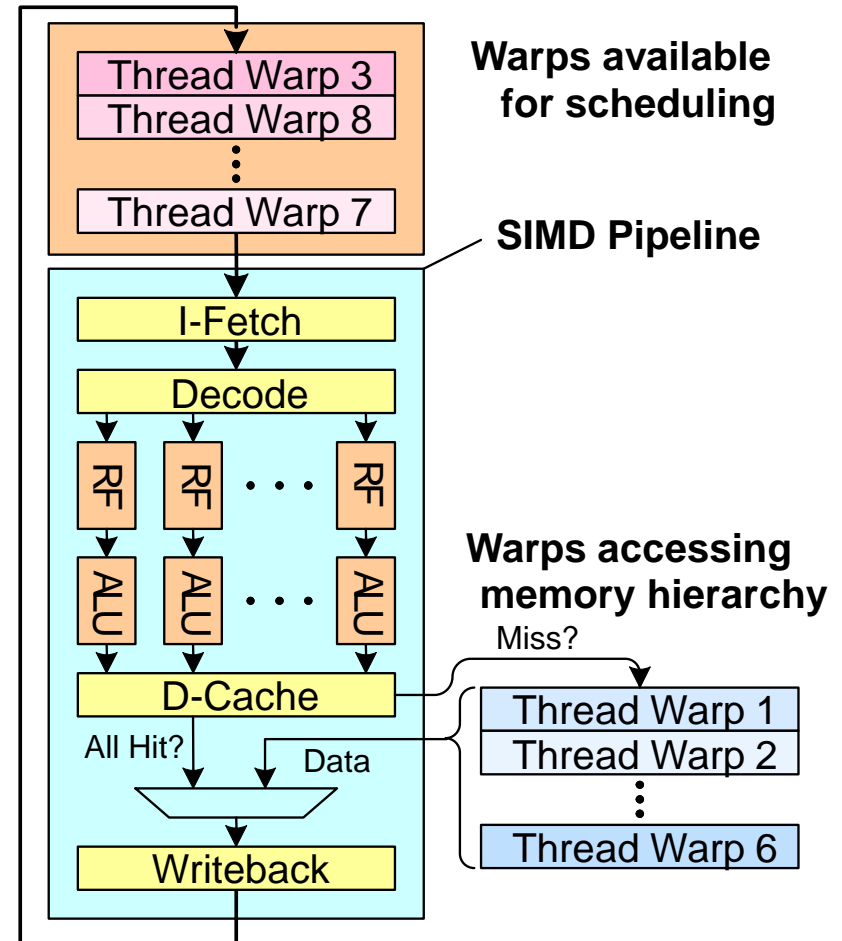 Thread Warp 3
Thread Warp 8
Thread Warp 7
Warps available
for scheduling
SIMD Pipeline
I-Fetch
Decode
RF
RF
RF
ALU
ALU
ALU
Warps accessing
memory hierarchy
Miss?
D-Cache
All Hit?
Data
Thread Warp 1
Thread Warp 2
Thread Warp 6
Writeback